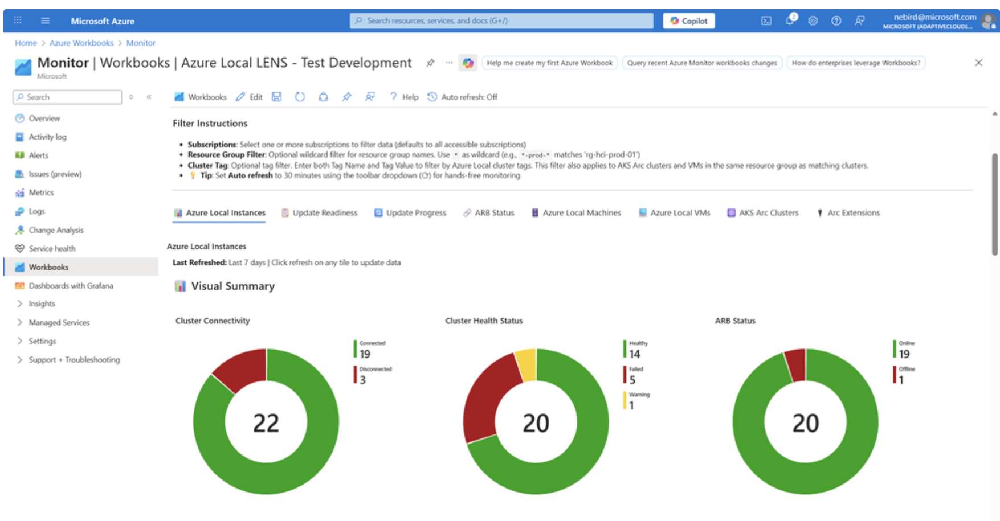 Microsoft Azure
Search resources, services, and docs (G+/)
Copilot
2
nebird@microsoft.com
MICROSOFT (ADAPTIVECLOUDL...
Home > Azure Workbooks > Monitor
Monitor | Workbooks | Azure Local LENS - Test Development
Microsoft
Help me create my first Azure Workbook
Query recent Azure Monitor workbooks changes
How do enterprises leverage Workbooks?
Search
Workbooks
Edit
Help
Auto refresh: Off
Overview
Activity log
Alerts
Issues (preview)
Metrics
Logs
Change Analysis
Service health
Workbooks
Dashboards with Grafana
Insights
Managed Services
Settings
Support + Troubleshooting
Filter Instructions
• Subscriptions: Select one or more subscriptions to filter data (defaults to all accessible subscriptions)
• Resource Group Filter: Optional wildcard filter for resource group names. Use * as wildcard (e.g., *-prod-* matches 'rg-hci-prod-01')
• Cluster Tag: Optional tag filter. Enter both Tag Name and Tag Value to filter by Azure Local cluster tags. This filter also applies to AKS Arc clusters and VMs in the same resource group as matching clusters.
• 💡 Tip: Set Auto refresh to 30 minutes using the toolbar dropdown (⟳) for hands-free monitoring
Azure Local Instances
Update Readiness
Update Progress
ARB Status
Azure Local Machines
Azure Local VMs
AKS Arc Clusters
Arc Extensions
Azure Local Instances
Last Refreshed: Last 7 days | Click refresh on any tile to update data
Visual Summary
Cluster Connectivity
22
Connected
19
Disconnected
3
Cluster Health Status
20
Healthy
14
Failed
5
Warning
1
ARB Status
20
Online
19
Offline
1